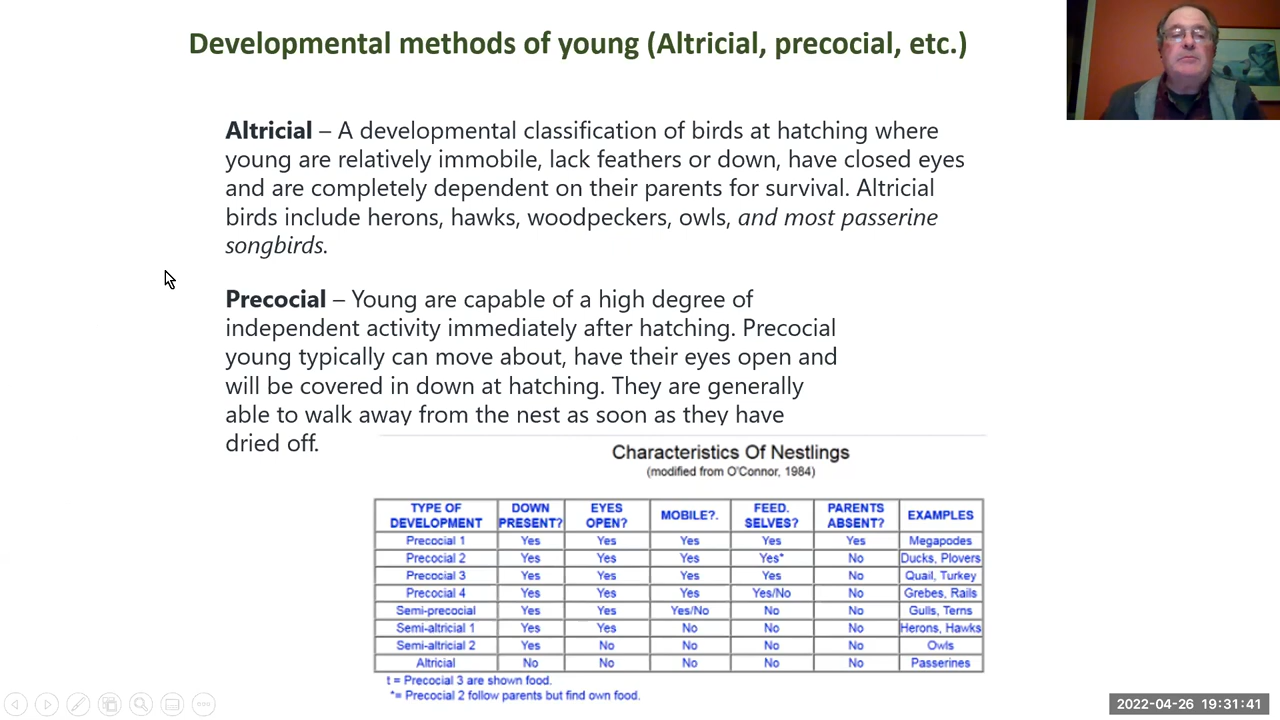 Developmental methods of young (Altricial, precocial, etc.)
Altricial – A developmental classification of birds at hatching where
young are relatively immobile, lack feathers or down, have closed eyes
and are completely dependent on their parents for survival. Altricial
birds include herons, hawks, woodpeckers, owls, and most passerine
songbirds.
Precocial – Young are capable of a high degree of
independent activity immediately after hatching. Precocial
young typically can move about, have their eyes open and
will be covered in down at hatching. They are generally
able to walk away from the nest as soon as they have
dried off.
Characteristics Of Nestlings
(modified from O'Connor, 1984)
TYPE OF DEVELOPMENT DOWN PRESENT? EYES OPEN? MOBILE?. FEED. SELVES? PARENTS ABSENT? EXAMPLES
Precocial 1 Yes Yes Yes Yes Yes Megapodes
Precocial 2 Yes Yes Yes Yes* No Ducks, Plovers
Precocial 3 Yes Yes Yes Yes No Quail, Turkey
Precocial 4 Yes Yes Yes Yes/No No Grebes, Rails
Semi-precocial Yes Yes Yes/No No No Gulls, Terns
Semi-altricial 1 Yes Yes No No No Herons, Hawks
Semi-altricial 2 Yes No No No No Owls
Altricial No No No No No Passerines
t = Precocial 3 are shown food.
*= Precocial 2 follow parents but find own food.
2022-04-26 19:31:41